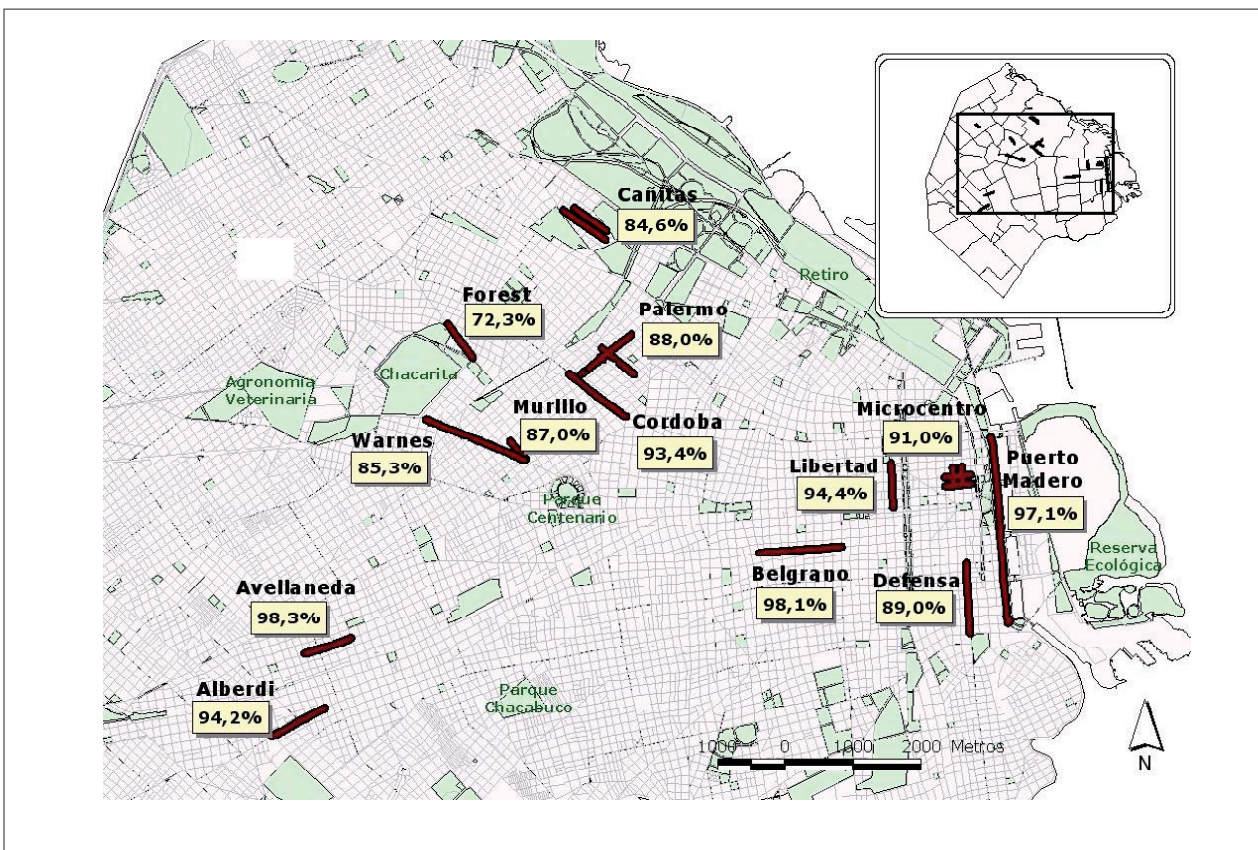 Cañitas
84,6%
Retiro
Forest
72,3%
Palermo
88,0%
Chacarita
Agronomía
Veterinaria
Murillo
87,0%
Cordoba
93,4%
Warnes
85,3%
Microcentro
91,0%
Libertad
94,4%
Puerto
Madero
97,1%
Parque
Centenario
Reserva
Ecológica
Belgrano
98,1%
Defensa
89,0%
Avellaneda
98,3%
Alberdi
94,2%
Parque
Chacabuco
1000 0 1000 2000 Metros
N